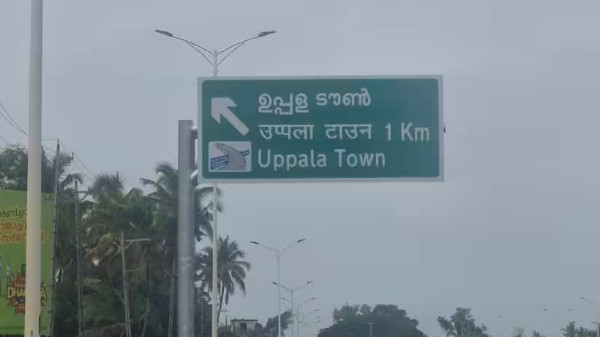 ഉപ്പള ടൗൺ
उप्पला टाउन 1 Km
Uppala Town